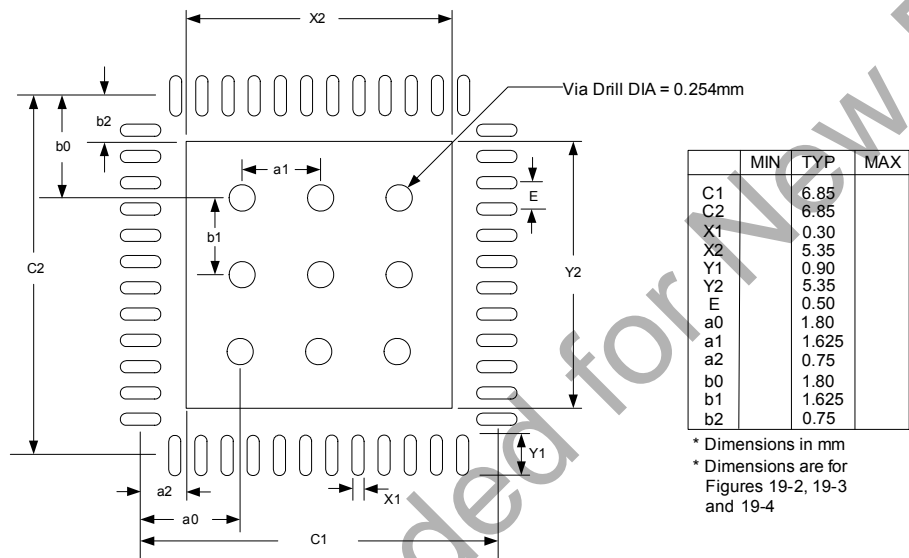 X2
Via Drill DIA = 0.254mm
b2
b0
a1
E
b1
C2
Y2
Y1
X1
a2
a0
C1
MIN TYP MAX
C1 6.85
C2 6.85
X1 0.30
X2 5.35
Y1 0.90
Y2 5.35
E 0.50
a0 1.80
a1 1.625
a2 0.75
b0 1.80
b1 1.625
b2 0.75
* Dimensions in mm
* Dimensions are for
Figures 19-2, 19-3
and 19-4
ded for New